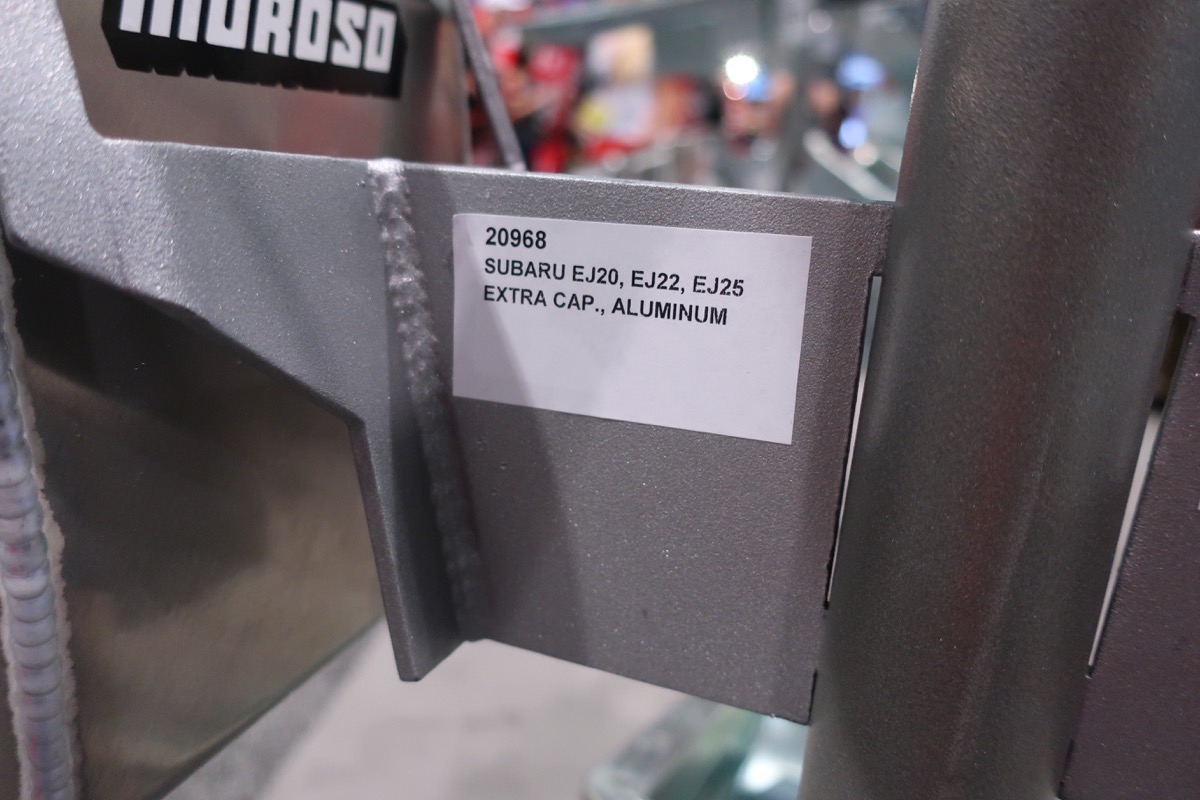 MOROSO
20968
SUBARU EJ20, EJ22, EJ25
EXTRA CAP., ALUMINUM